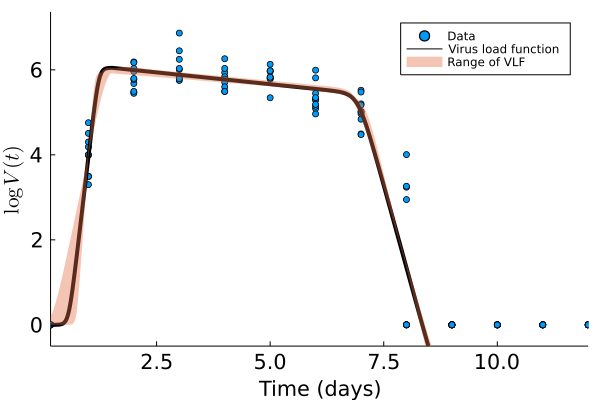 Data
Virus load function
Range of VLF
log V(t)
6
4
2
0
2.5 5.0 7.5 10.0
Time (days)